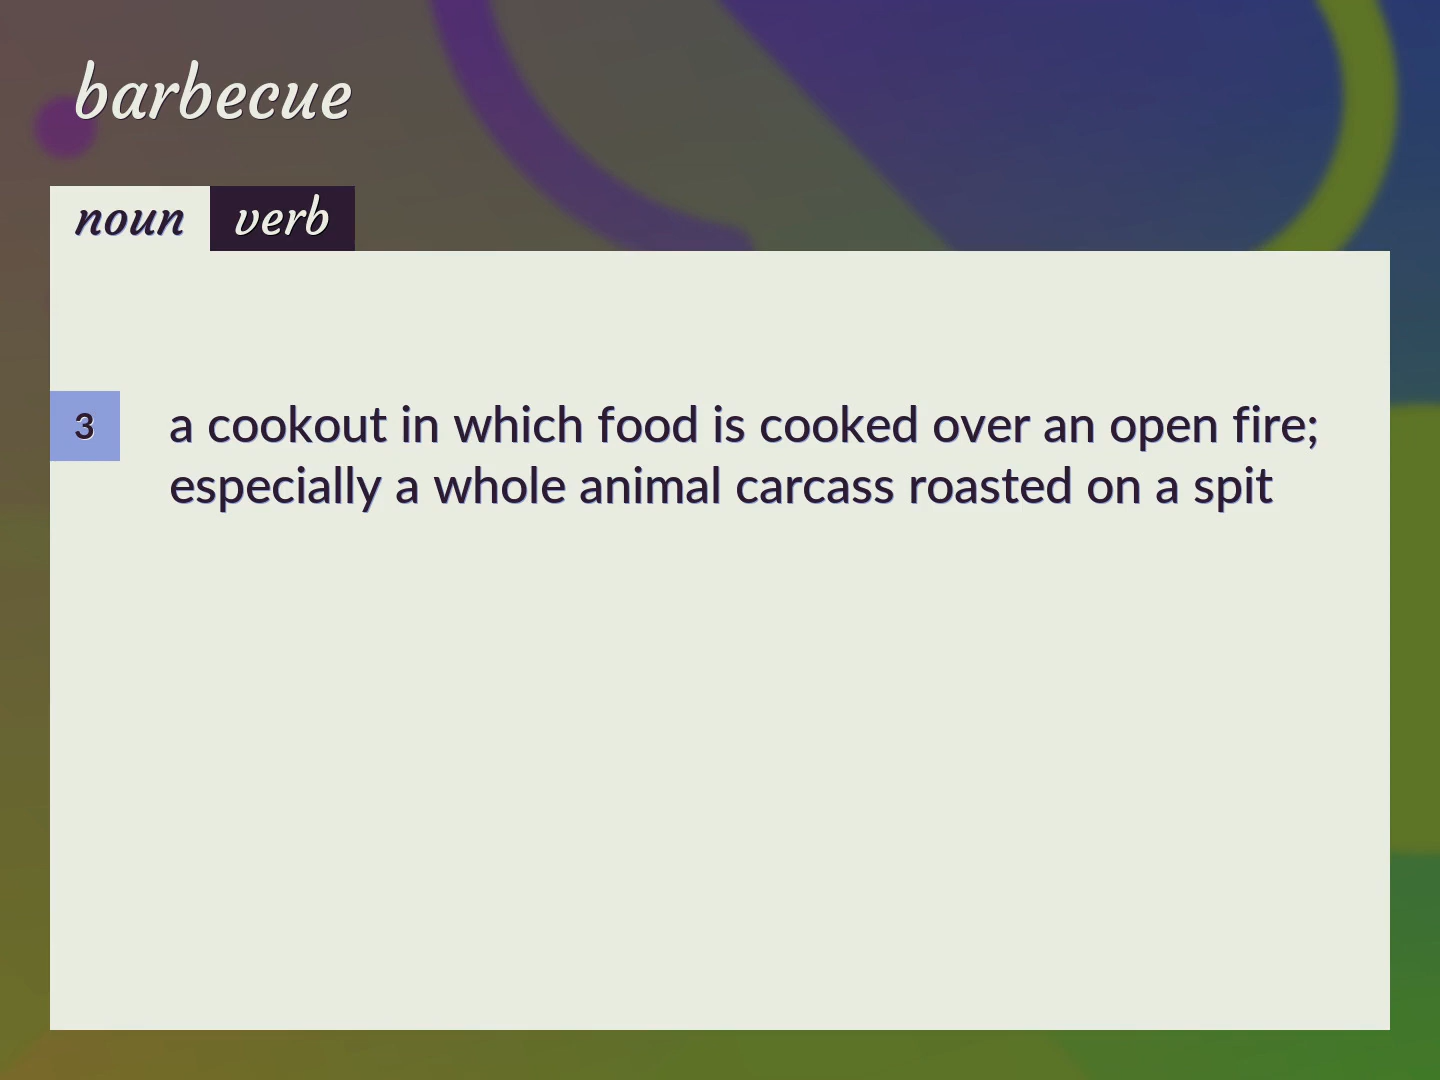 barbecue
noun verb
3 a cookout in which food is cooked over an open fire;
especially a whole animal carcass roasted on a spit